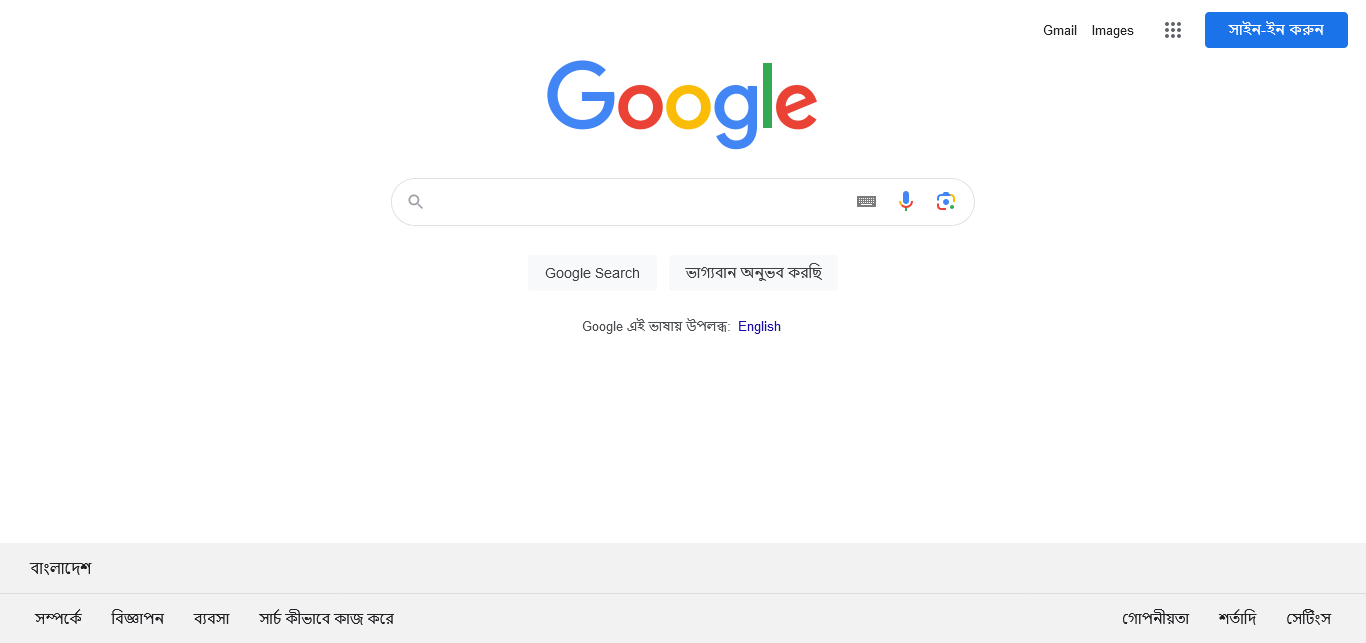 Gmail Images সাইন-ইন করুন
Google
Google Search ভাগ্যবান অনুভব করছি
Google এই ভাষায় উপলব্ধ: English
বাংলাদেশ
সম্পর্কে বিজ্ঞাপন ব্যবসা সার্চ কীভাবে কাজ করে গোপনীয়তা শর্তাদি সেটিংস